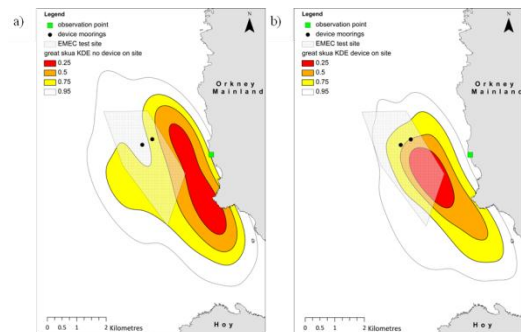 a)
Legend
observation point
device moorings
EMEC test site
great skua KDE no device on site
0.25
0.5
0.75
0.95
N
Orkney
Mainland
0 0.5 1 2 Kilometres
Hoy
b)
Legend
observation point
device moorings
EMEC test site
great skua KDE device on site
0.25
0.5
0.75
0.95
N
Orkney
Mainland
0 0.5 1 2 Kilometres
Hoy